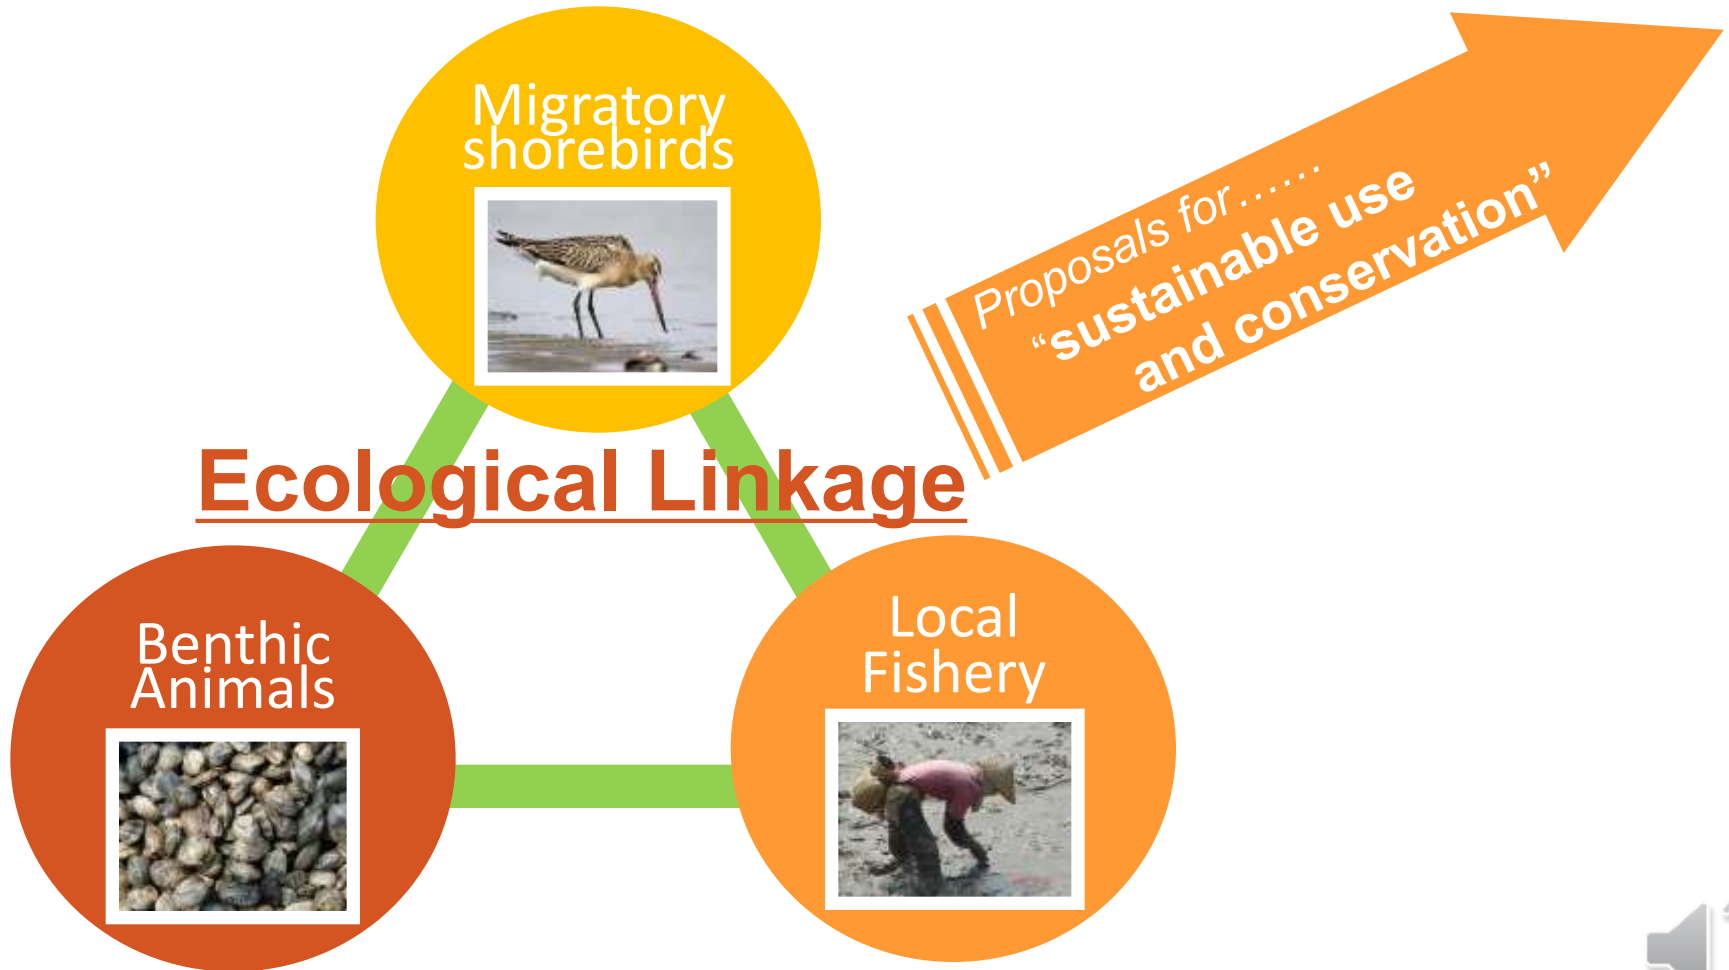 Migratory
shorebirds
Proposals for……
“sustainable use
and conservation”
Ecological Linkage
Benthic
Animals
Local
Fishery